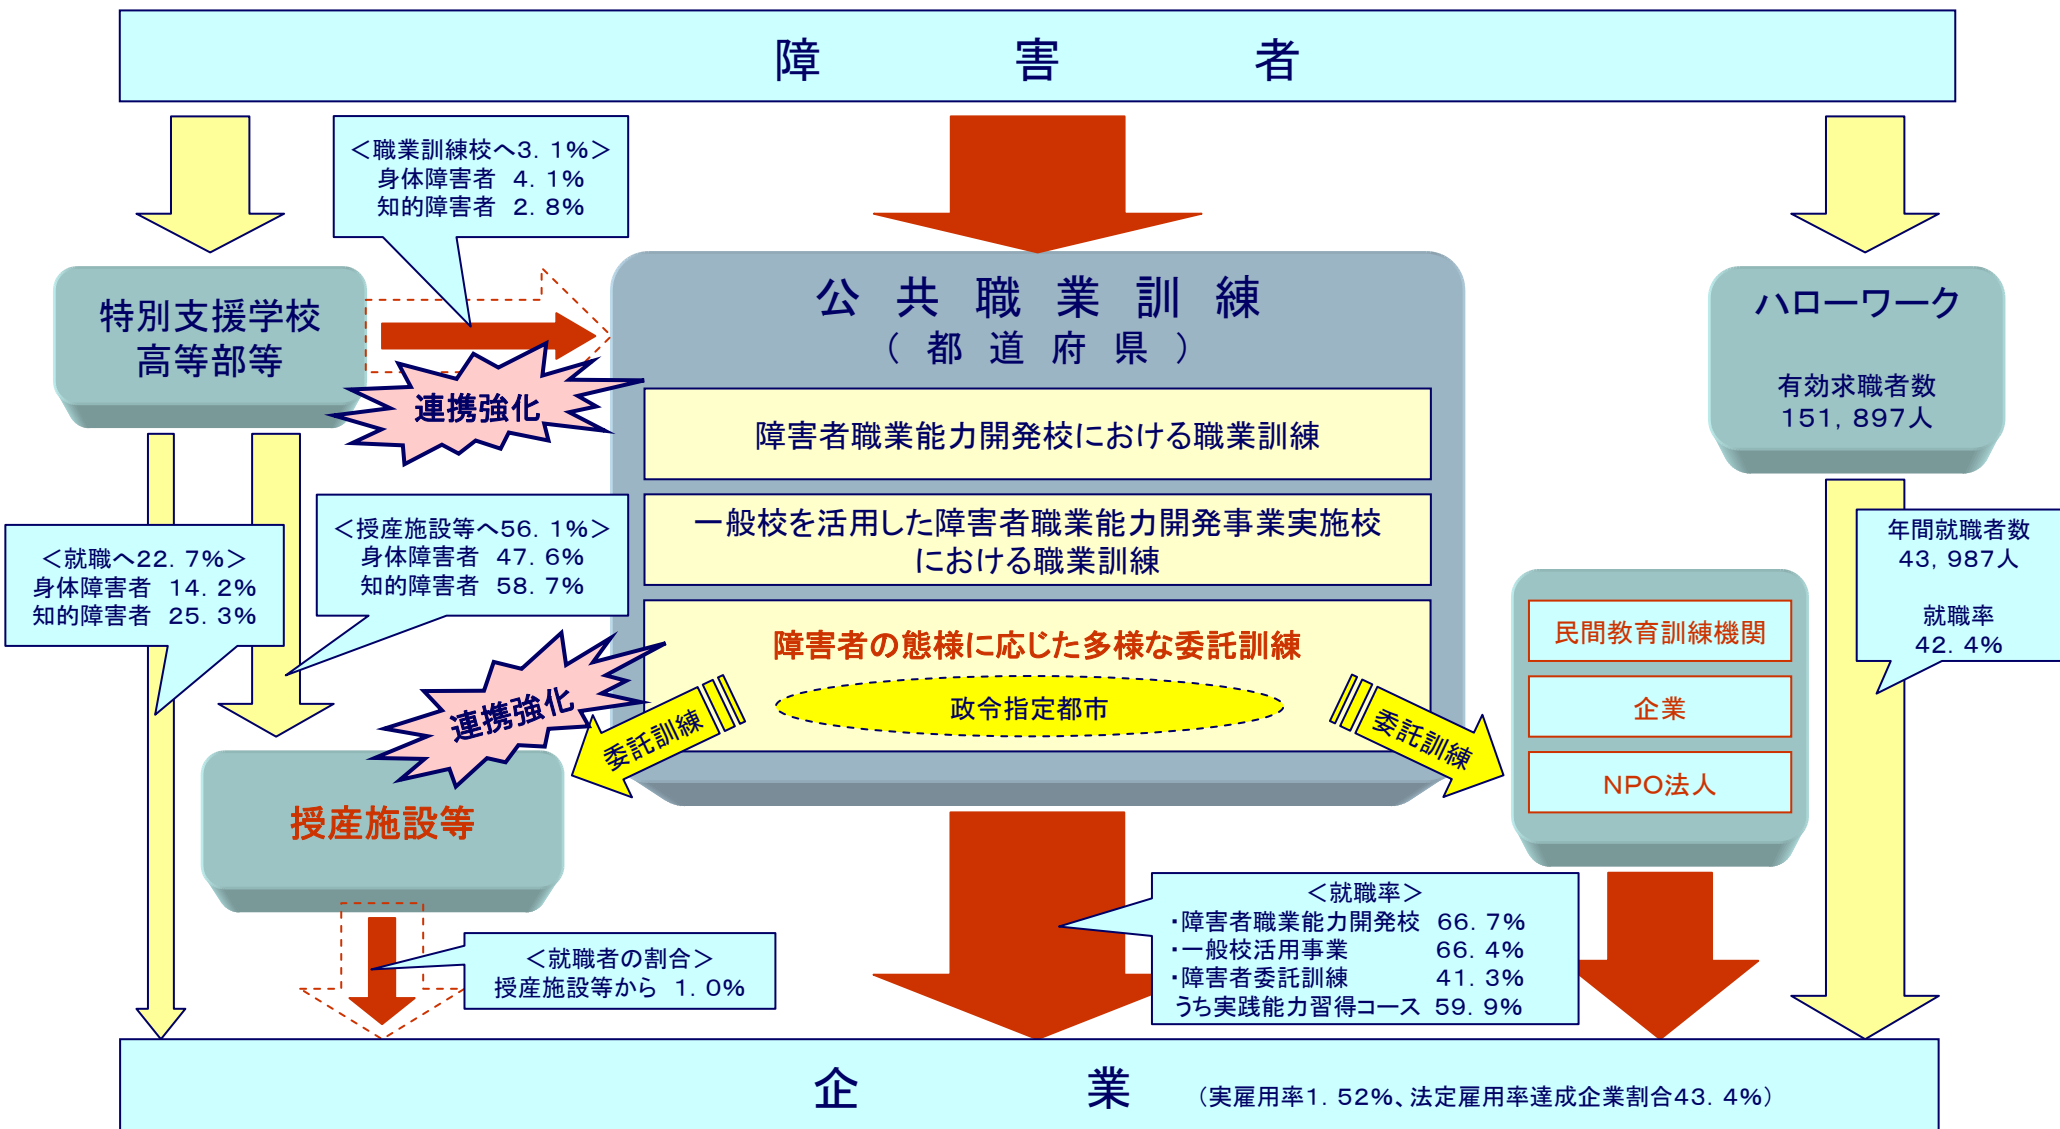 障害者
＜職業訓練校へ3.1%＞
身体障害者 4.1%
知的障害者 2.8%
特別支援学校
高等部等
公共職業訓練
（都道府県）
ハローワーク
有効求職者数
151,897人
連携強化
障害者職業能力開発校における職業訓練
一般校を活用した障害者職業能力開発事業実施校
における職業訓練
＜就職へ22.7%＞
身体障害者 14.2%
知的障害者 25.3%
＜授産施設等へ56.1%＞
身体障害者 47.6%
知的障害者 58.7%
年間就職者数
43,987人
就職率
42.4%
障害者の態様に応じた多様な委託訓練
政令指定都市
連携強化
委託訓練
委託訓練
民間教育訓練機関
企業
NPO法人
授産施設等
＜就職者の割合＞
授産施設等から 1.0%
＜就職率＞
・障害者職業能力開発校 66.7%
・一般校活用事業 66.4%
・障害者委託訓練 41.3%
うち実践能力習得コース 59.9%
企業 （実雇用率1.52%、法定雇用率達成企業割合43.4%）